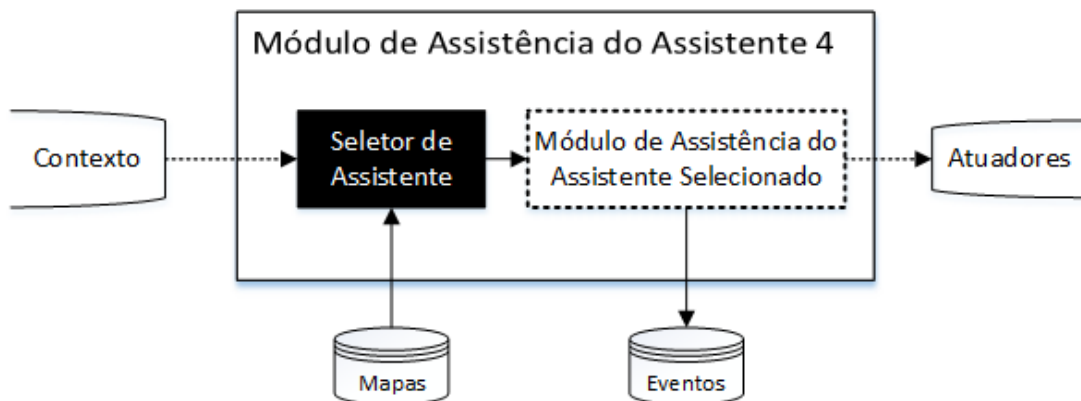 Módulo de Assistência do Assistente 4
Contexto
Seletor de
Assistente
Módulo de Assistência do
Assistente Selecionado
Atuadores
Mapas
Eventos